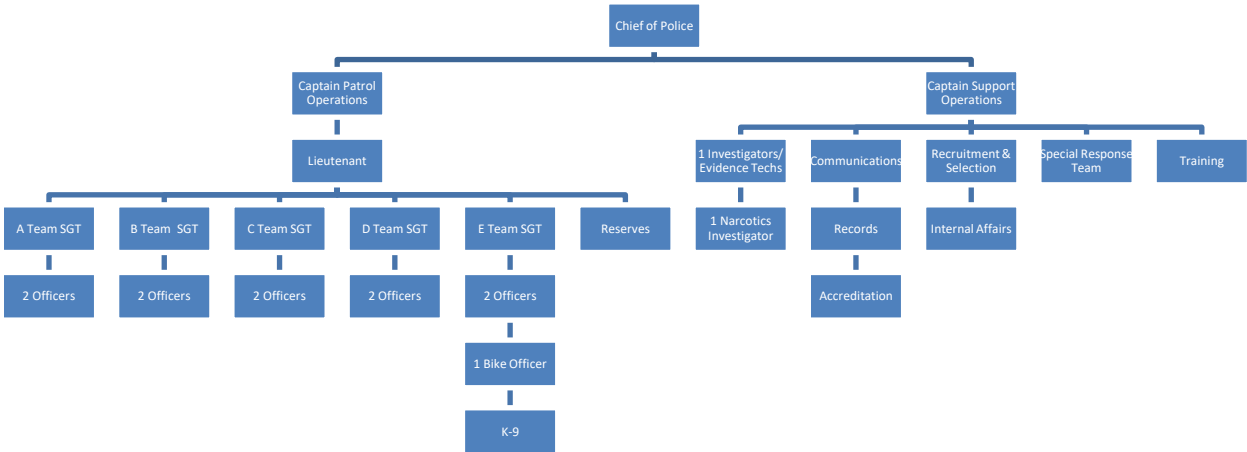 Chief of Police
Captain Patrol
Operations
Captain Support
Operations
Lieutenant
1 Investigators/
Evidence Techs
Communications
Recruitment &
Selection
Special Response
Team
Training
A Team SGT
B Team  SGT
C Team SGT
D Team SGT
E Team SGT
Reserves
1 Narcotics
Investigator
Records
Internal Affairs
2 Officers
2 Officers
2 Officers
2 Officers
2 Officers
Accreditation
1 Bike Officer
K-9